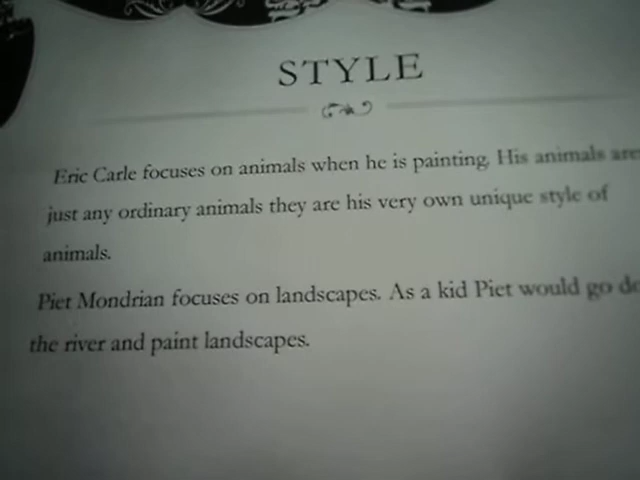 STYLE
Eric Carle focuses on animals when he is painting. His animals are
just any ordinary animals they are his very own unique style of
animals.
Piet Mondrian focuses on landscapes. As a kid Piet would go
the river and paint landscapes.